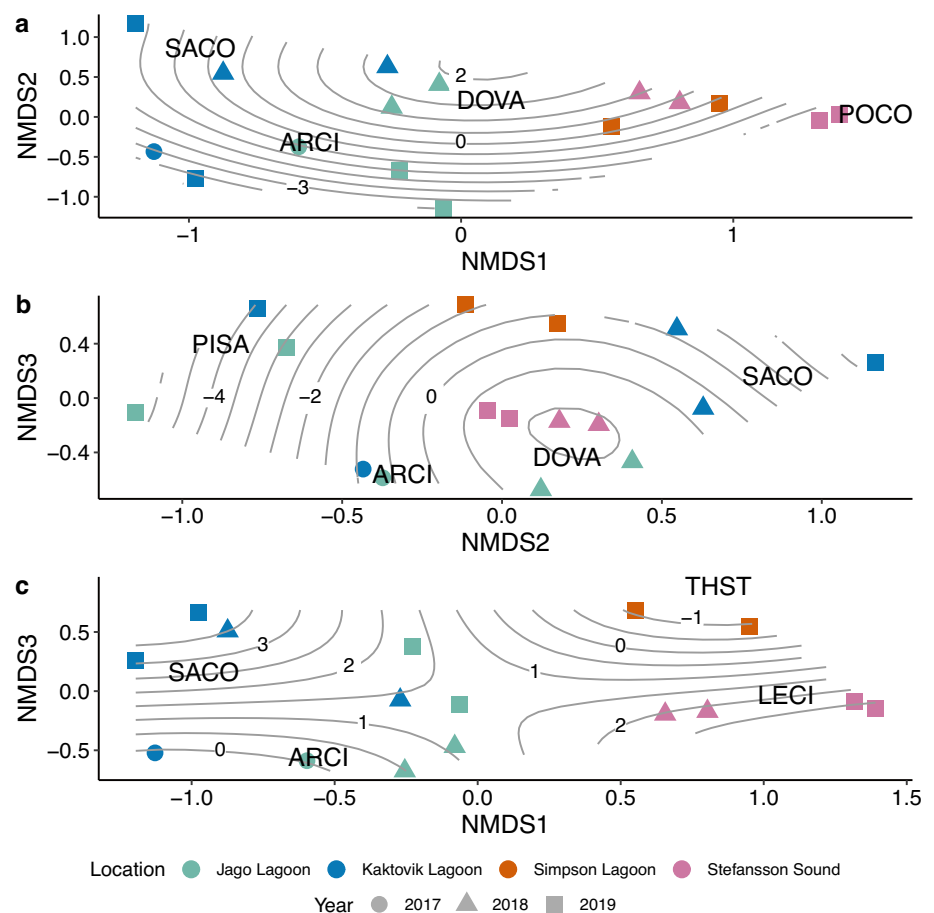 a
1.0
0.5
0.0
−0.5
−1.0
NMDS2
SACO
2
DOVA
POCO
ARCI
0
−3
−1
0
1
NMDS1
b
0.4
0.0
−0.4
NMDS3
PISA
SACO
−4
−2
0
ARCI
DOVA
−1.0
−0.5
0.0
0.5
1.0
NMDS2
c
0.5
0.0
−0.5
NMDS3
THST
−1
3
0
SACO
2
1
LECI
1
2
0
ARCI
−1.0
−0.5
0.0
0.5
1.0
1.5
NMDS1
Location Jago Lagoon Kaktovik Lagoon Simpson Lagoon Stefansson Sound
Year 2017 2018 2019